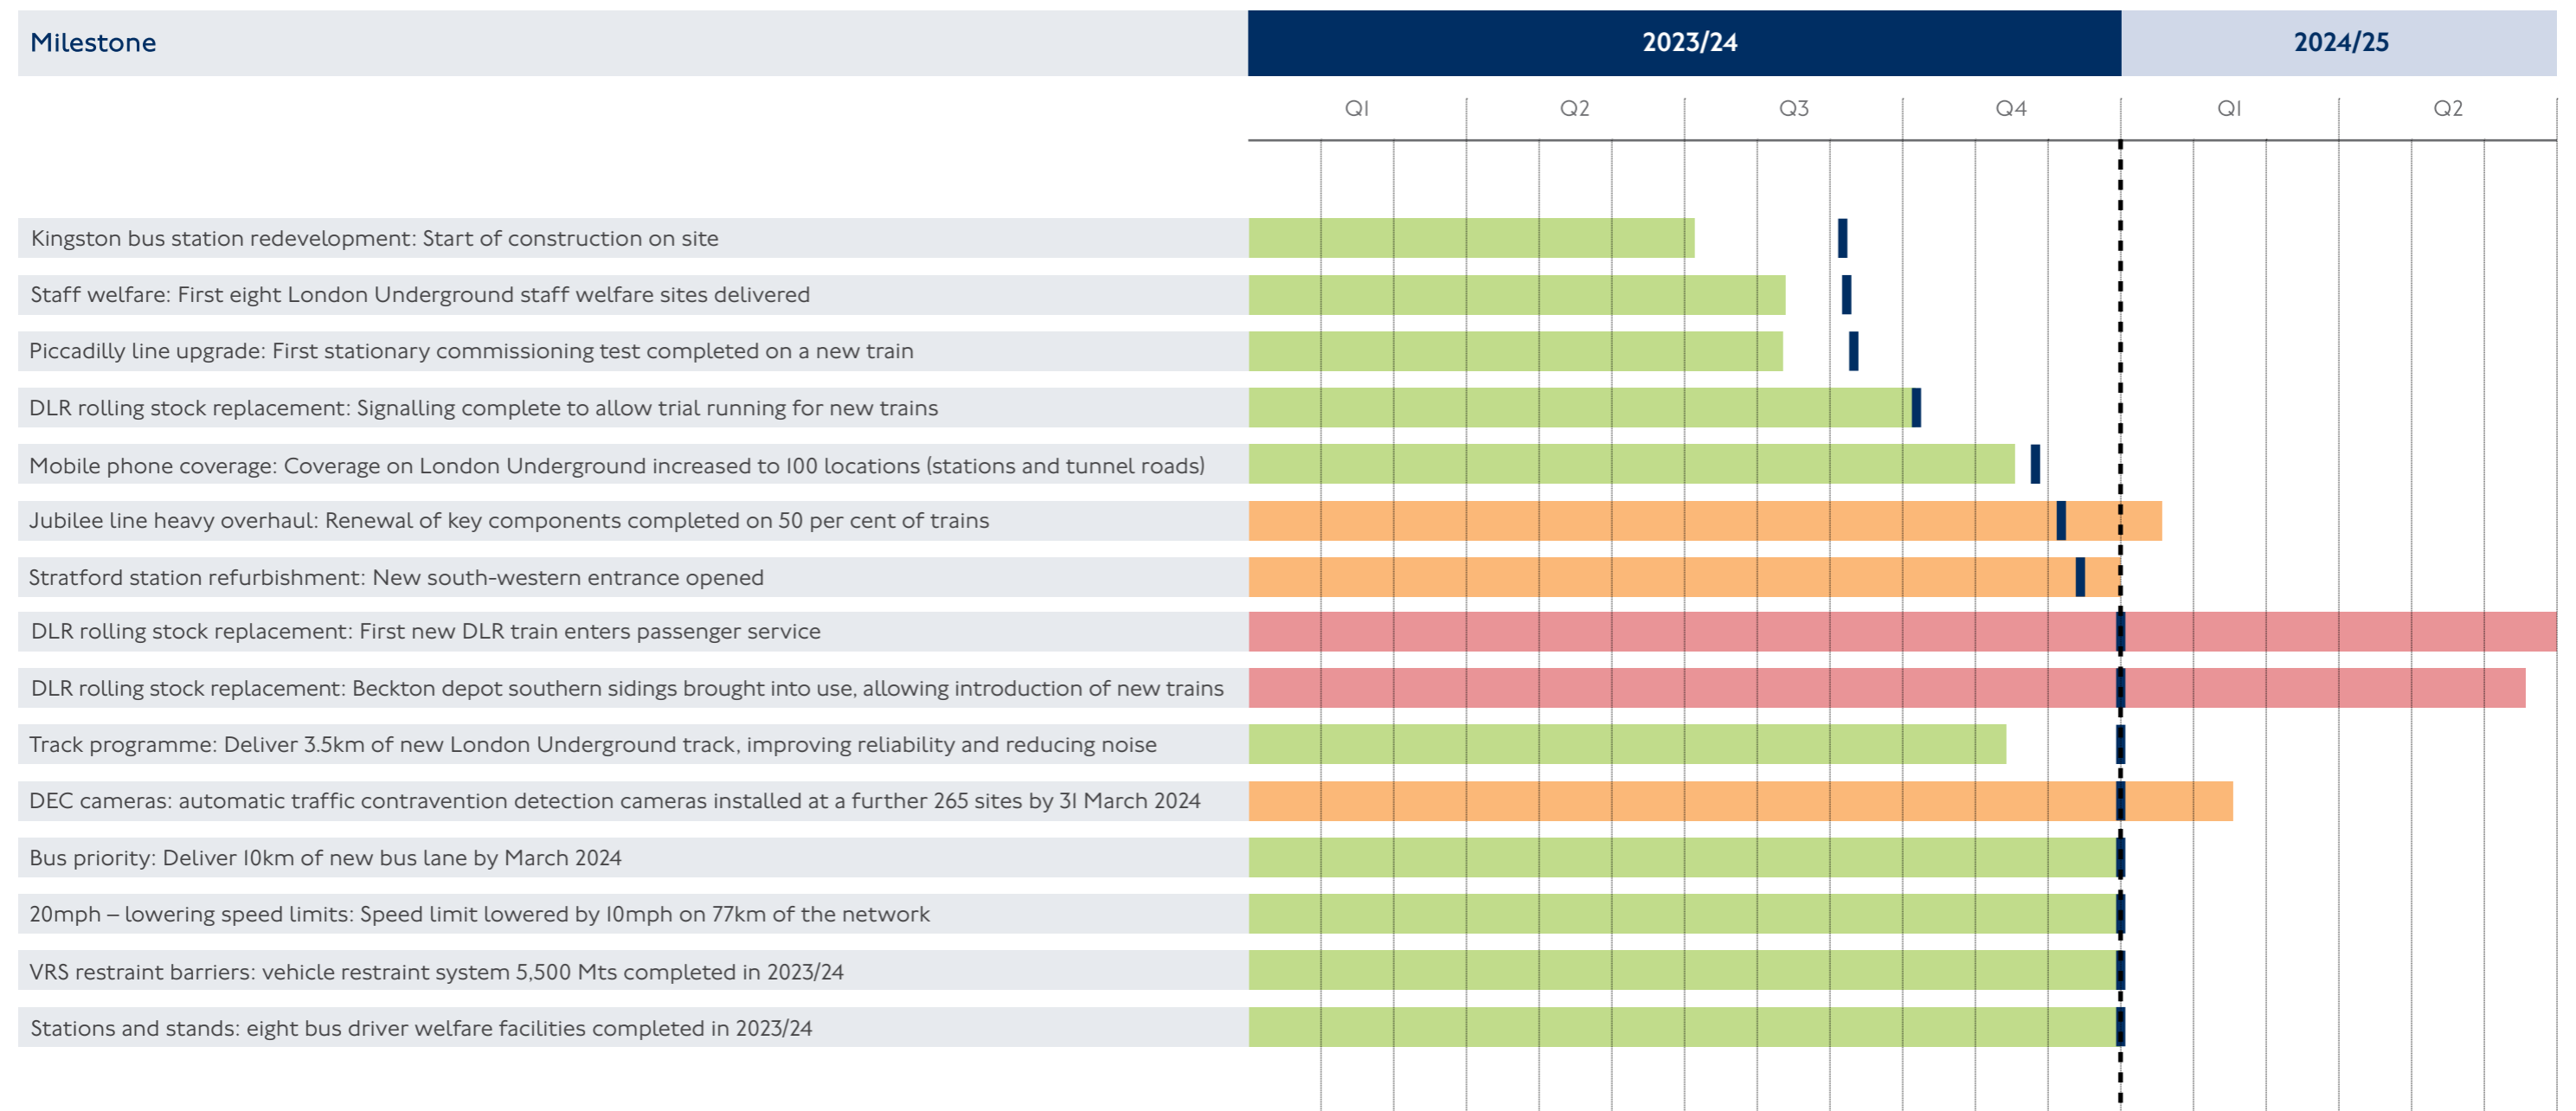 Milestone 2023/24 2024/25
Q1 Q2 Q3 Q4 Q1 Q2
Kingston bus station redevelopment: Start of construction on site
Staff welfare: First eight London Underground staff welfare sites delivered
Piccadilly line upgrade: First stationary commissioning test completed on a new train
DLR rolling stock replacement: Signalling complete to allow trial running for new trains
Mobile phone coverage: Coverage on London Underground increased to 100 locations (stations and tunnel roads)
Jubilee line heavy overhaul: Renewal of key components completed on 50 per cent of trains
Stratford station refurbishment: New south-western entrance opened
DLR rolling stock replacement: First new DLR train enters passenger service
DLR rolling stock replacement: Beckton depot southern sidings brought into use, allowing introduction of new trains
Track programme: Deliver 3.5km of new London Underground track, improving reliability and reducing noise
DEC cameras: automatic traffic contravention detection cameras installed at a further 265 sites by 31 March 2024
Bus priority: Deliver 10km of new bus lane by March 2024
20mph – lowering speed limits: Speed limit lowered by 10mph on 77km of the network
VRS restraint barriers: vehicle restraint system 5,500 Mts completed in 2023/24
Stations and stands: eight bus driver welfare facilities completed in 2023/24